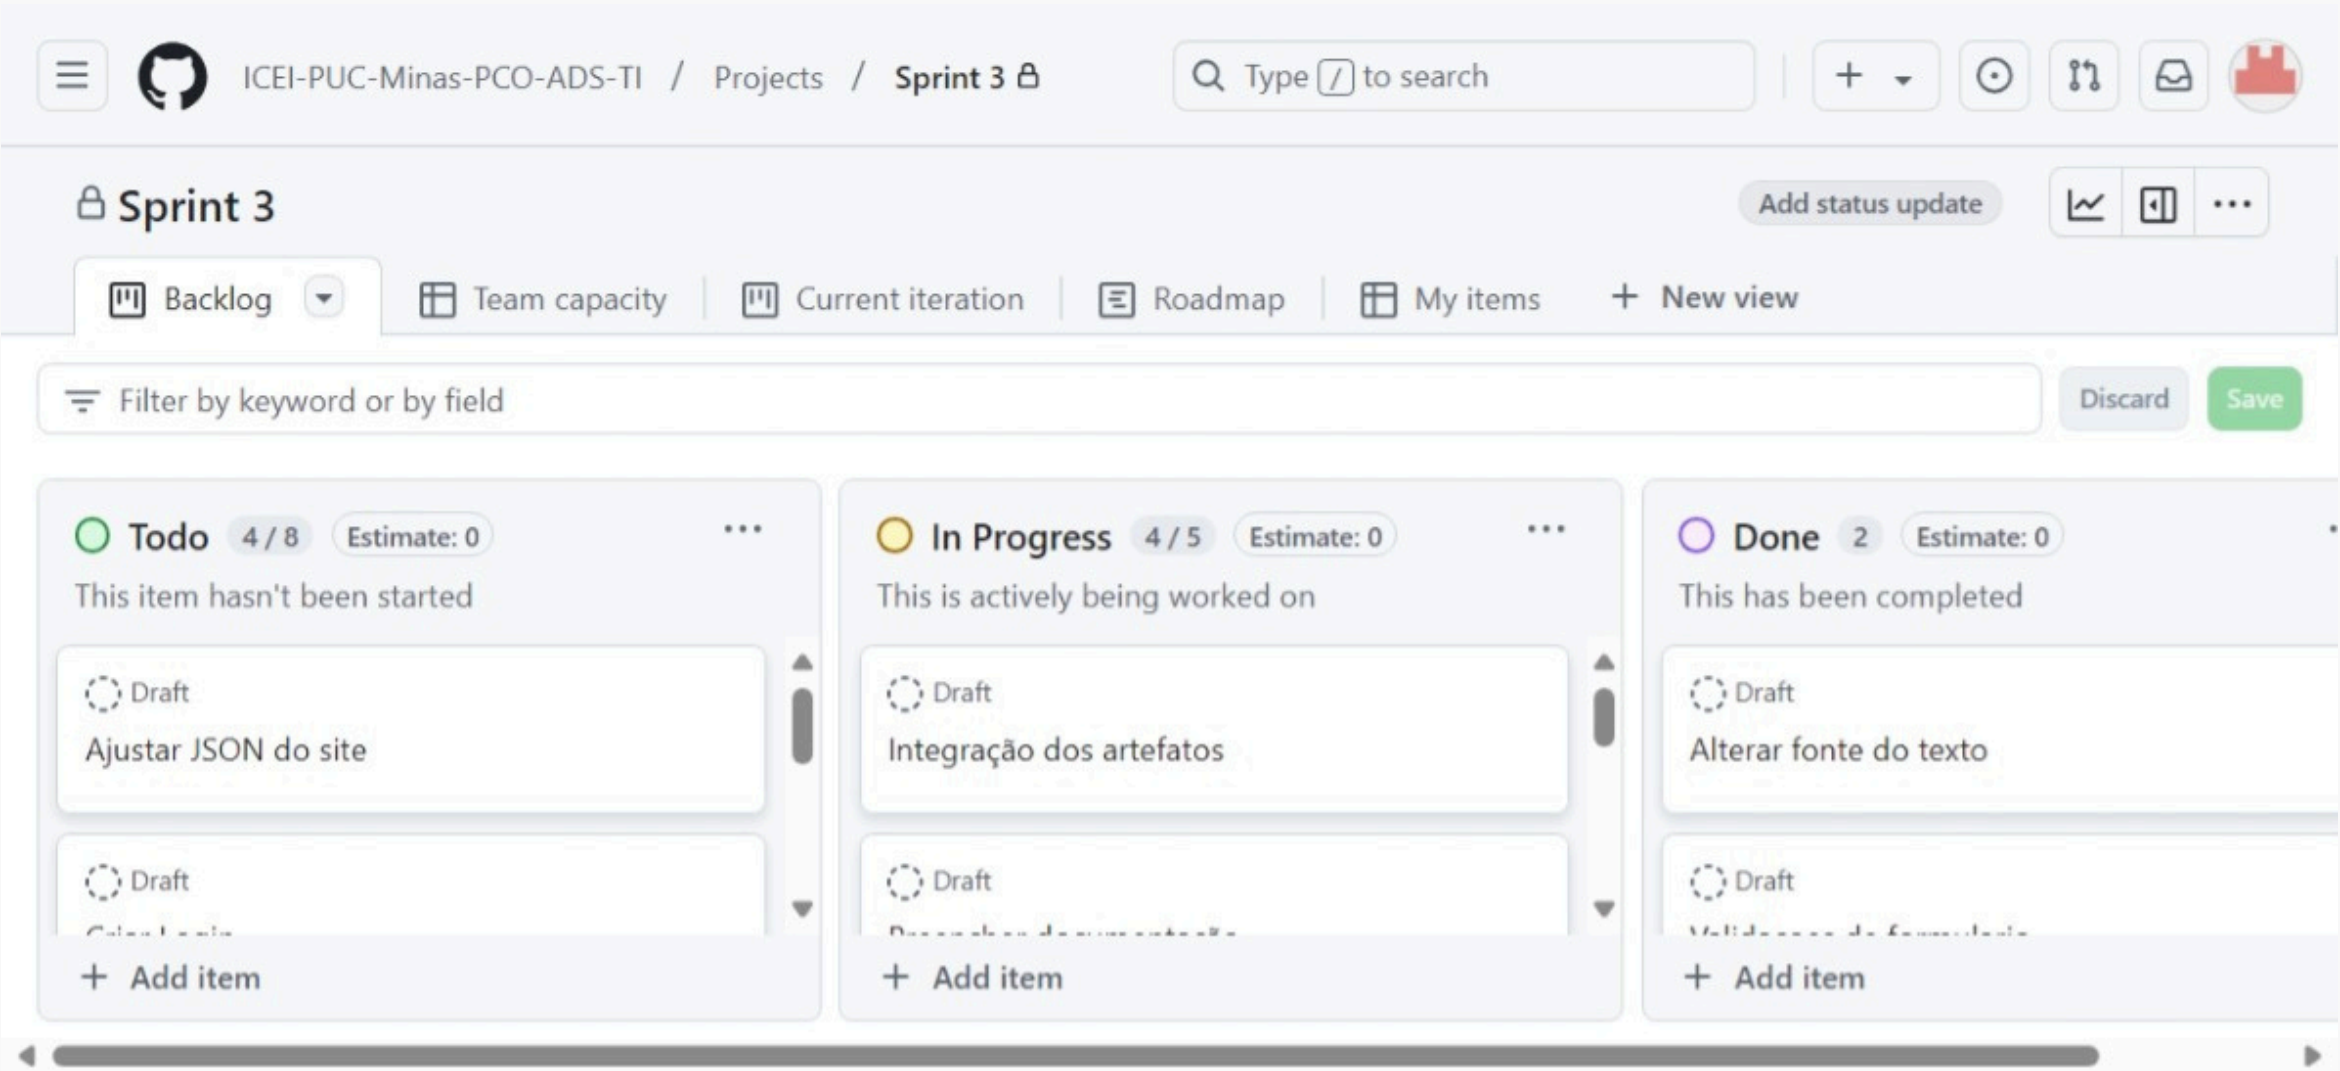 ICEI-PUC-Minas-PCO-ADS-TI / Projects / Sprint 3
Type / to search
Sprint 3
Add status update
Backlog
Team capacity
Current iteration
Roadmap
My items
+ New view
Filter by keyword or by field
Discard
Save
Todo 4 / 8 Estimate: 0
This item hasn't been started
Draft
Ajustar JSON do site
Draft
Criar Login
+ Add item
In Progress 4 / 5 Estimate: 0
This is actively being worked on
Draft
Integração dos artefatos
Draft
Preencher documentação
+ Add item
Done 2 Estimate: 0
This has been completed
Draft
Alterar fonte do texto
Draft
+ Add item